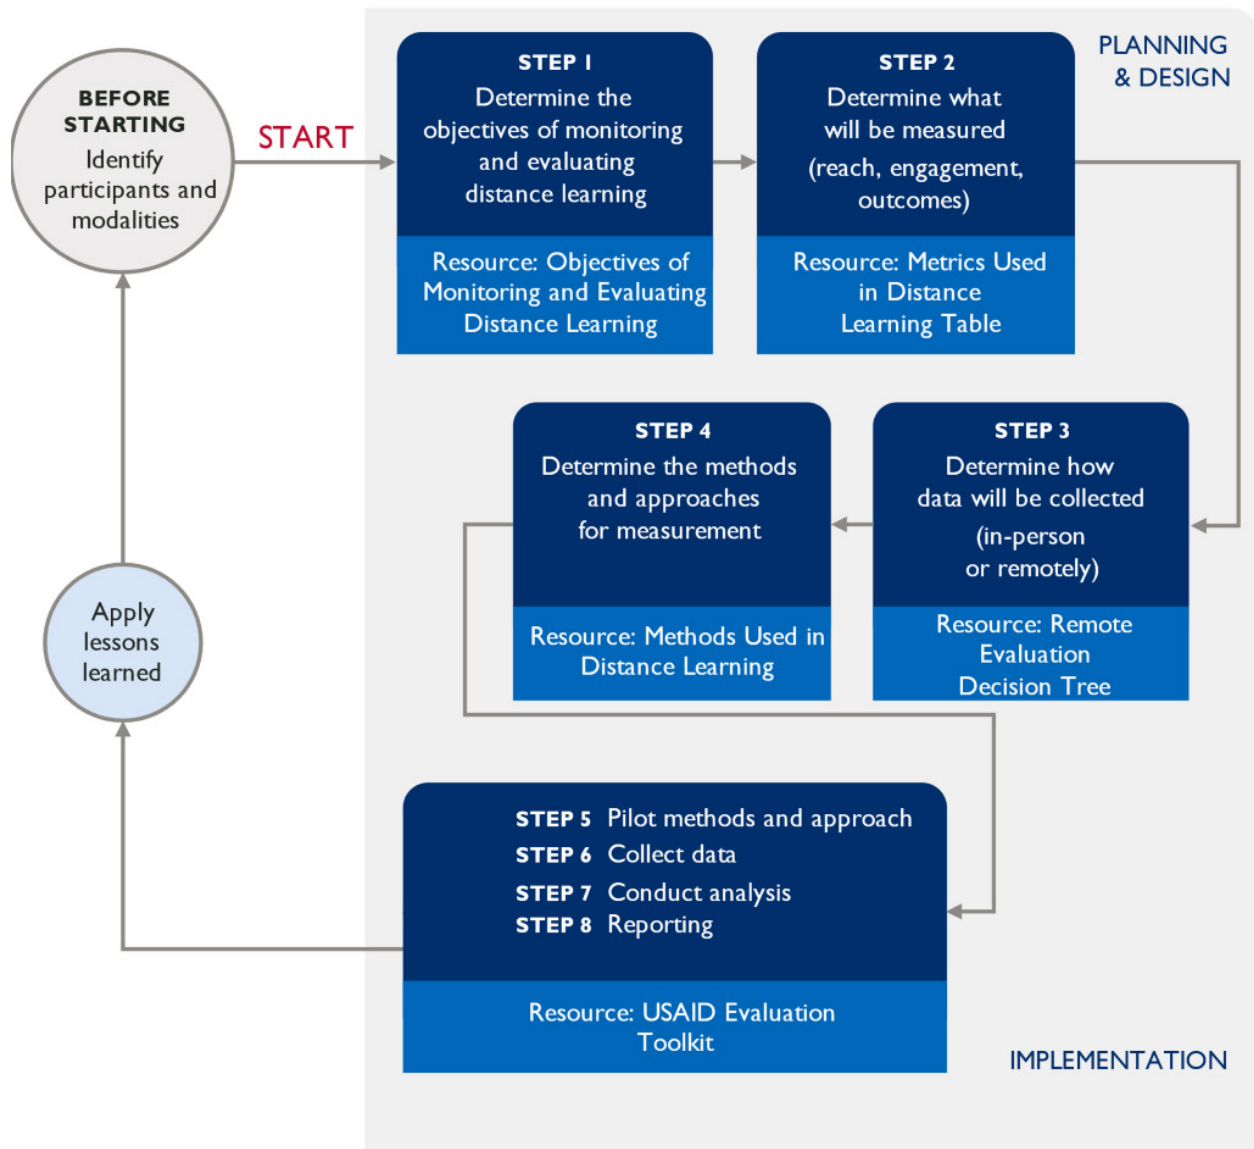 BEFORE
STARTING
Identify
participants and
modalities
START
STEP 1
Determine the
objectives of monitoring
and evaluating
distance learning
Resource: Objectives of
Monitoring and Evaluating
Distance Learning
STEP 2
Determine what
will be measured
(reach, engagement,
outcomes)
Resource: Metrics Used
in Distance
Learning Table
PLANNING
& DESIGN
STEP 3
Determine how
data will be collected
(in-person
or remotely)
Resource: Remote
Evaluation
Decision Tree
STEP 4
Determine the methods
and approaches
for measurement
Resource: Methods Used in
Distance Learning
STEP 5 Pilot methods and approach
STEP 6 Collect data
STEP 7 Conduct analysis
STEP 8 Reporting
Resource: USAID Evaluation
Toolkit
IMPLEMENTATION
Apply
lessons
learned